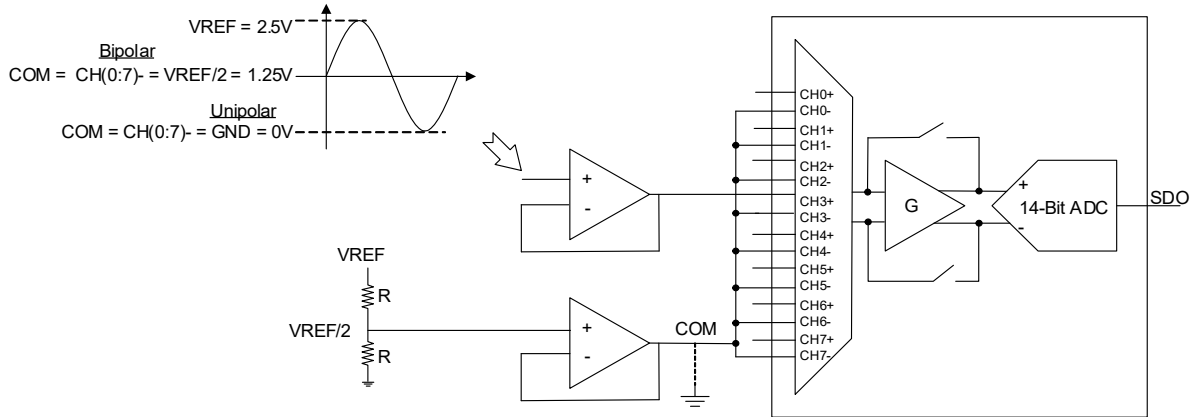 VREF = 2.5V
Bipolar
COM = CH(0:7)- = VREF/2 = 1.25V
Unipolar
COM = CH(0:7)- = GND = 0V
+
-
VREF
R
VREF/2
R
+
-
COM
CH0+
CH0-
CH1+
CH1-
CH2+
CH2-
CH3+
CH3-
CH4+
CH4-
CH5+
CH5-
CH6+
CH6-
CH7+
CH7-
G
+
14-Bit ADC
-
SDO